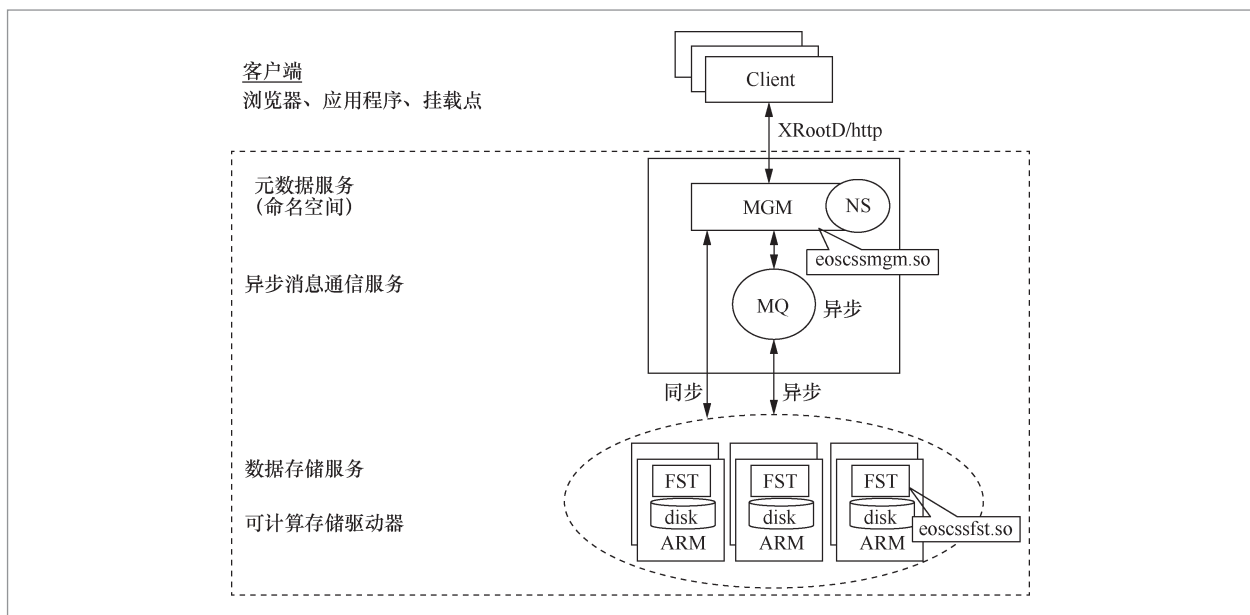 客户端
浏览器、应用程序、挂载点
Client
XRootD/http
元数据服务
(命名空间)
MGM
NS
eoscssmgm.so
异步消息通信服务
MQ
异步
同步
异步
数据存储服务
FST
FST
FST
可计算存储驱动器
disk
disk
disk
eoscssfst.so
ARM
ARM
ARM